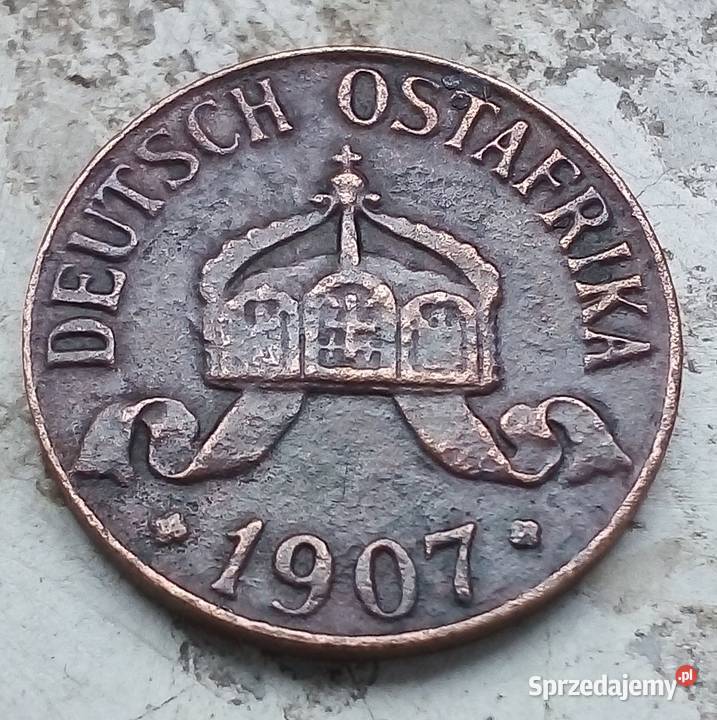 DEUTSCH OSTAFRIKA
1907
Sprzedajemy.pl